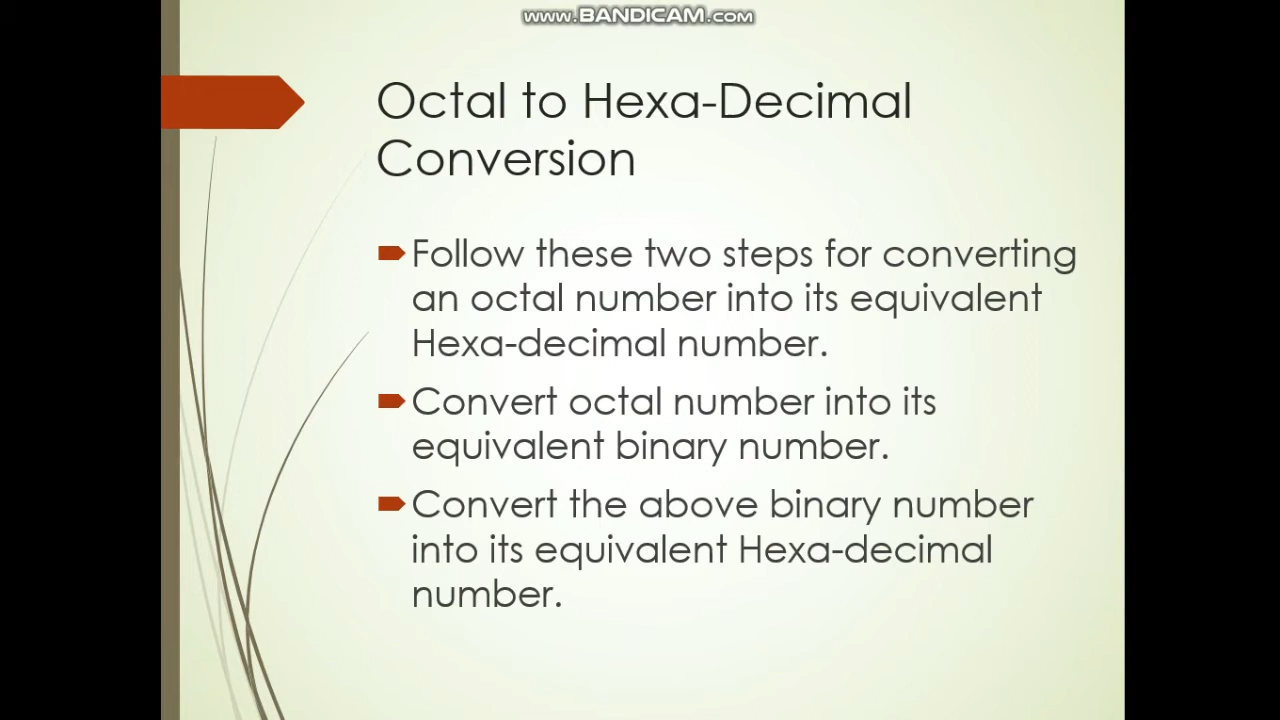 www.BANDICAM.com
Octal to Hexa-Decimal
Conversion
Follow these two steps for converting
an octal number into its equivalent
Hexa-decimal number.
Convert octal number into its
equivalent binary number.
Convert the above binary number
into its equivalent Hexa-decimal
number.